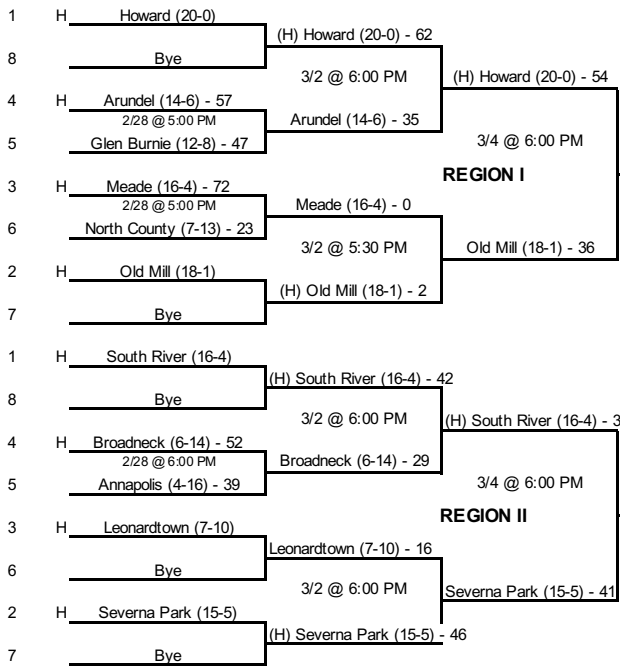 1 H Howard (20-0)
(H) Howard (20-0) - 62
8 Bye
3/2 @ 6:00 PM
(H) Howard (20-0) - 54
4 H Arundel (14-6) - 57
2/28 @ 5:00 PM
Arundel (14-6) - 35
5 Glen Burnie (12-8) - 47
3/4 @ 6:00 PM
REGION I
3 H Meade (16-4) - 72
2/28 @ 5:00 PM
Meade (16-4) - 0
6 North County (7-13) - 23
3/2 @ 5:30 PM
Old Mill (18-1) - 36
2 H Old Mill (18-1)
(H) Old Mill (18-1) - 2
7 Bye
1 H South River (16-4)
(H) South River (16-4) - 42
8 Bye
3/2 @ 6:00 PM
(H) South River (16-4) - 3
4 H Broadneck (6-14) - 52
2/28 @ 6:00 PM
Broadneck (6-14) - 29
5 Annapolis (4-16) - 39
3/4 @ 6:00 PM
REGION II
3 H Leonardtown (7-10)
Leonardtown (7-10) - 16
6 Bye
3/2 @ 6:00 PM
Severna Park (15-5) - 41
2 H Severna Park (15-5)
(H) Severna Park (15-5) - 46
7 Bye